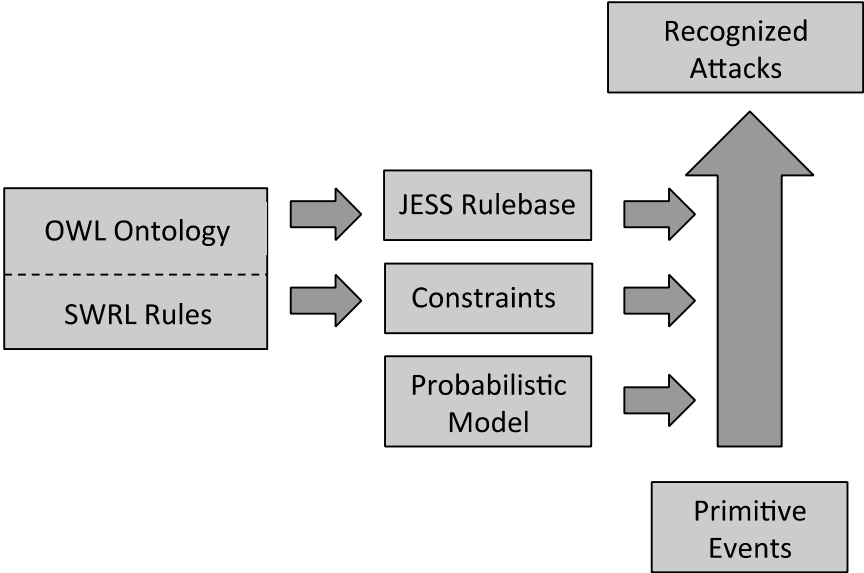 Recognized
Attacks
OWL Ontology
SWRL Rules
JESS Rulebase
Constraints
Probabilistic
Model
Primitive
Events